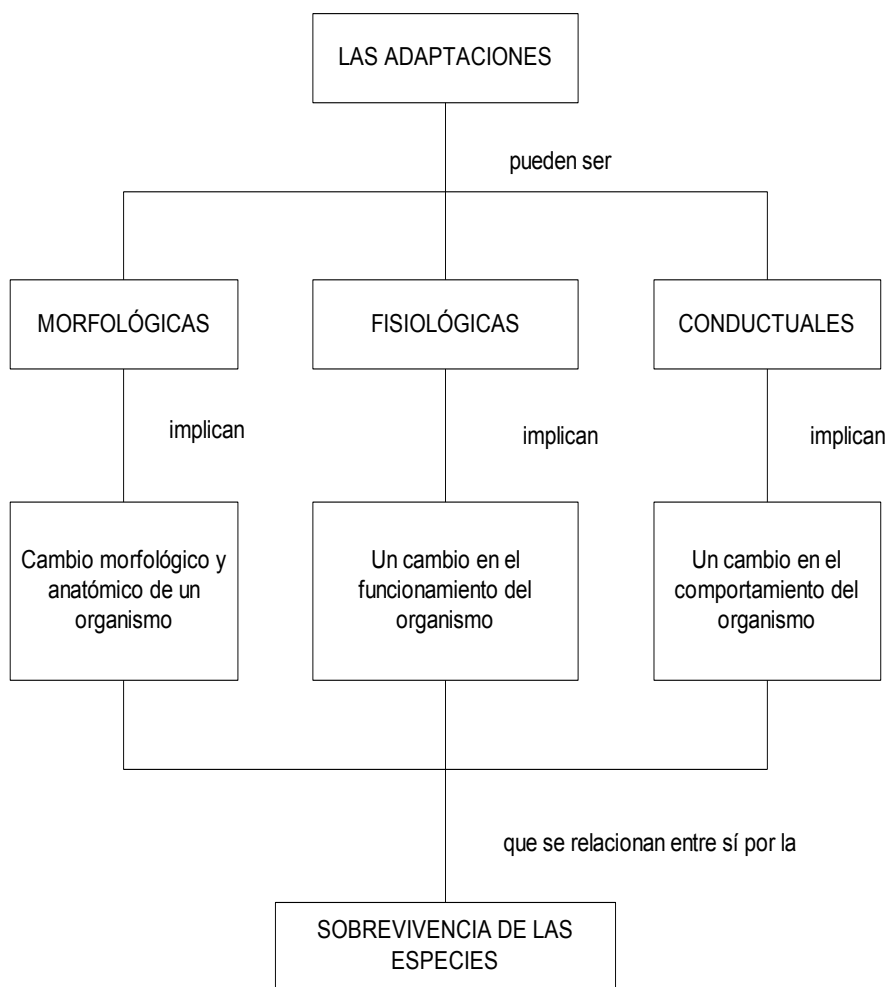 LAS ADAPTACIONES
pueden ser
MORFOLÓGICAS
FISIOLÓGICAS
CONDUCTUALES
implican
implican
implican
Cambio morfológico y
anatómico de un
organismo
Un cambio en el
funcionamiento del
organismo
Un cambio en el
comportamiento del
organismo
que se relacionan entre sí por la
SOBREVIVENCIA DE LAS
ESPECIES